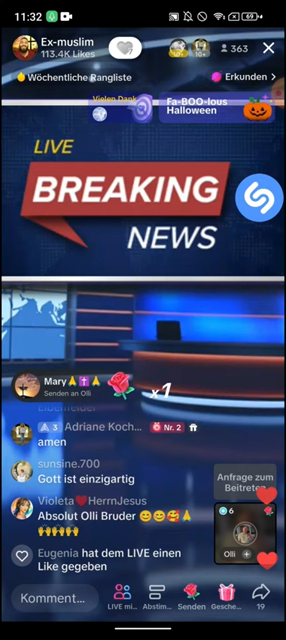 11:32
69
Ex-muslim
113.4K Likes
10+
363
Wöchentliche Rangliste
Erkunden >
Vielen Dank
Fa-BOO-lous
Halloween
LIVE
BREAKING
NEWS
Mary🙏✝️🙏
Senden an Olli
x1
3 Adriane Koch... Nr. 2
amen
sunsine.700
Gott ist einzigartig
Violeta❤️HerrnJesus
Absolut Olli Bruder 😊😊🥰🙏
🙌🙌🙌
Eugenia hat dem LIVE einen
Like gegeben
Anfrage zum
Beitreten
6
Olli +
Komment...
LIVE mi...
Abstim...
Senden
Gesche...
19